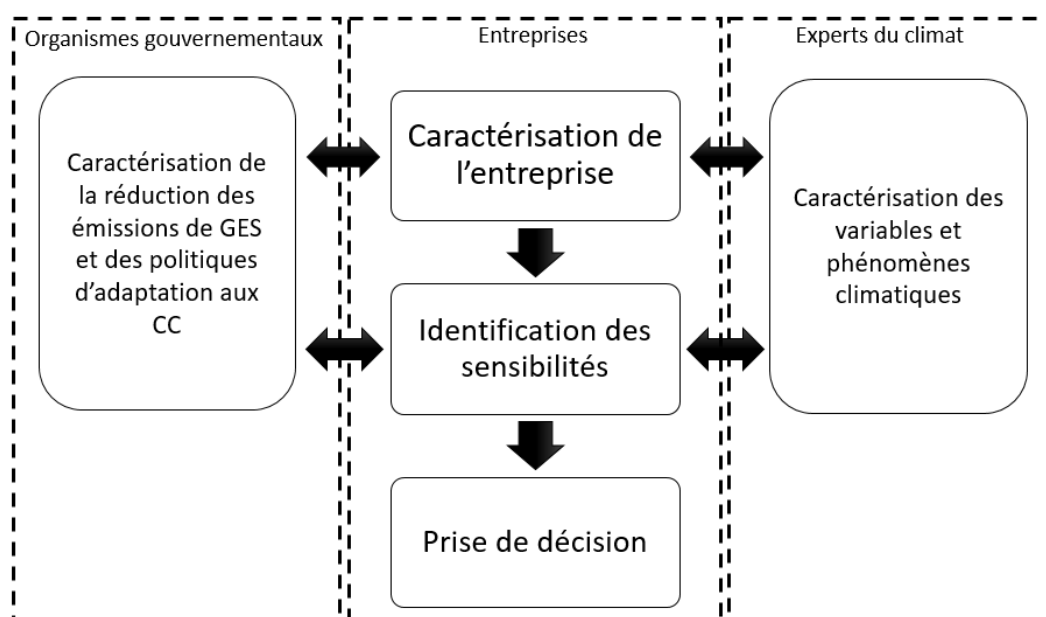 Organismes gouvernementaux
Caractérisation de
la réduction des
émissions de GES
et des politiques
d'adaptation aux
CC
Entreprises
Caractérisation de
l'entreprise
Identification des
sensibilités
Prise de décision
Experts du climat
Caractérisation des
variables et
phénomènes
climatiques